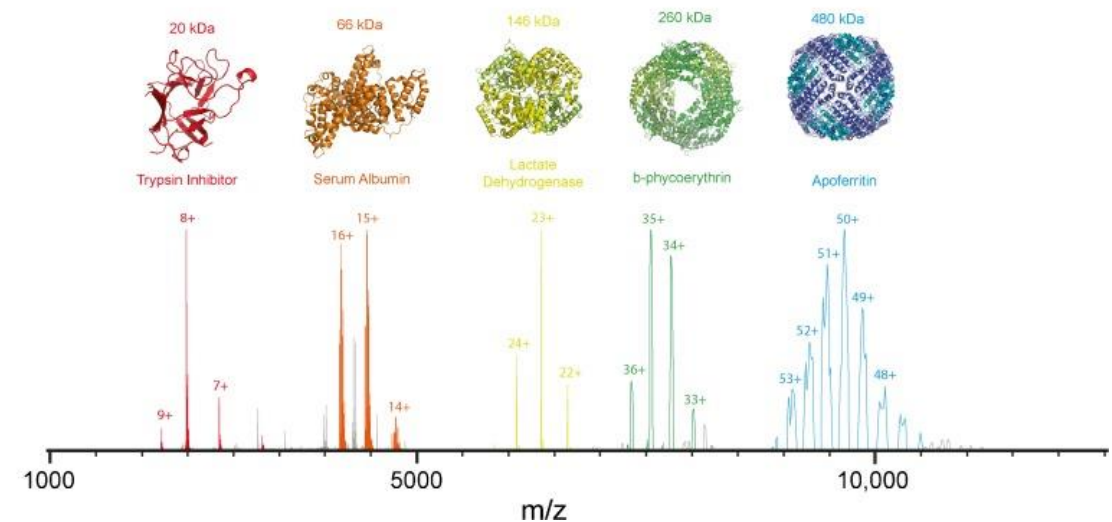 20 kDa
66 kDa
146 kDa
260 kDa
480 kDa
Trypsin Inhibitor
Serum Albumin
Lactate
Dehydrogenase
b-phycoerythrin
Apoferritin
9+
8+
7+
16+
15+
14+
24+
23+
22+
36+
35+
34+
33+
53+
52+
51+
50+
49+
48+
1000
5000
10,000
m/z